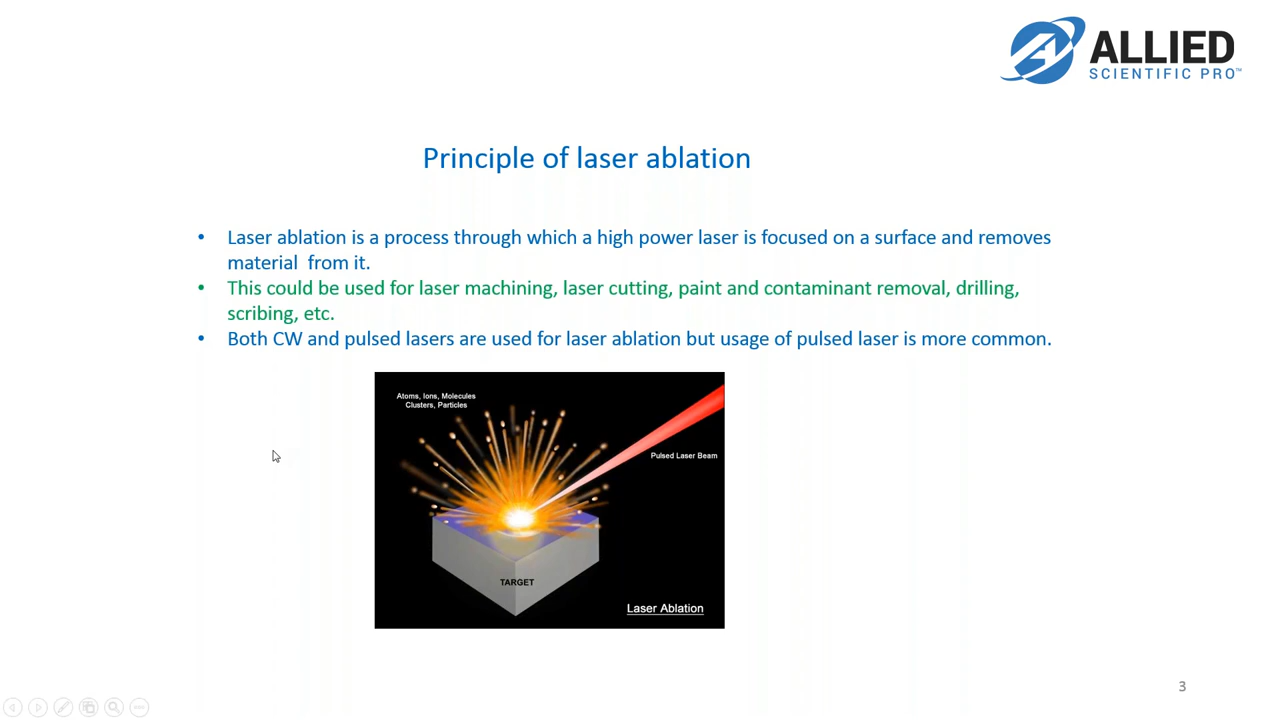 ALLIED
SCIENTIFIC PRO™
Principle of laser ablation
• Laser ablation is a process through which a high power laser is focused on a surface and removes
material from it.
• This could be used for laser machining, laser cutting, paint and contaminant removal, drilling,
scribing, etc.
• Both CW and pulsed lasers are used for laser ablation but usage of pulsed laser is more common.
Atoms, Ions, Molecules
Clusters, Particles
Pulsed Laser Beam
TARGET
Laser Ablation
3